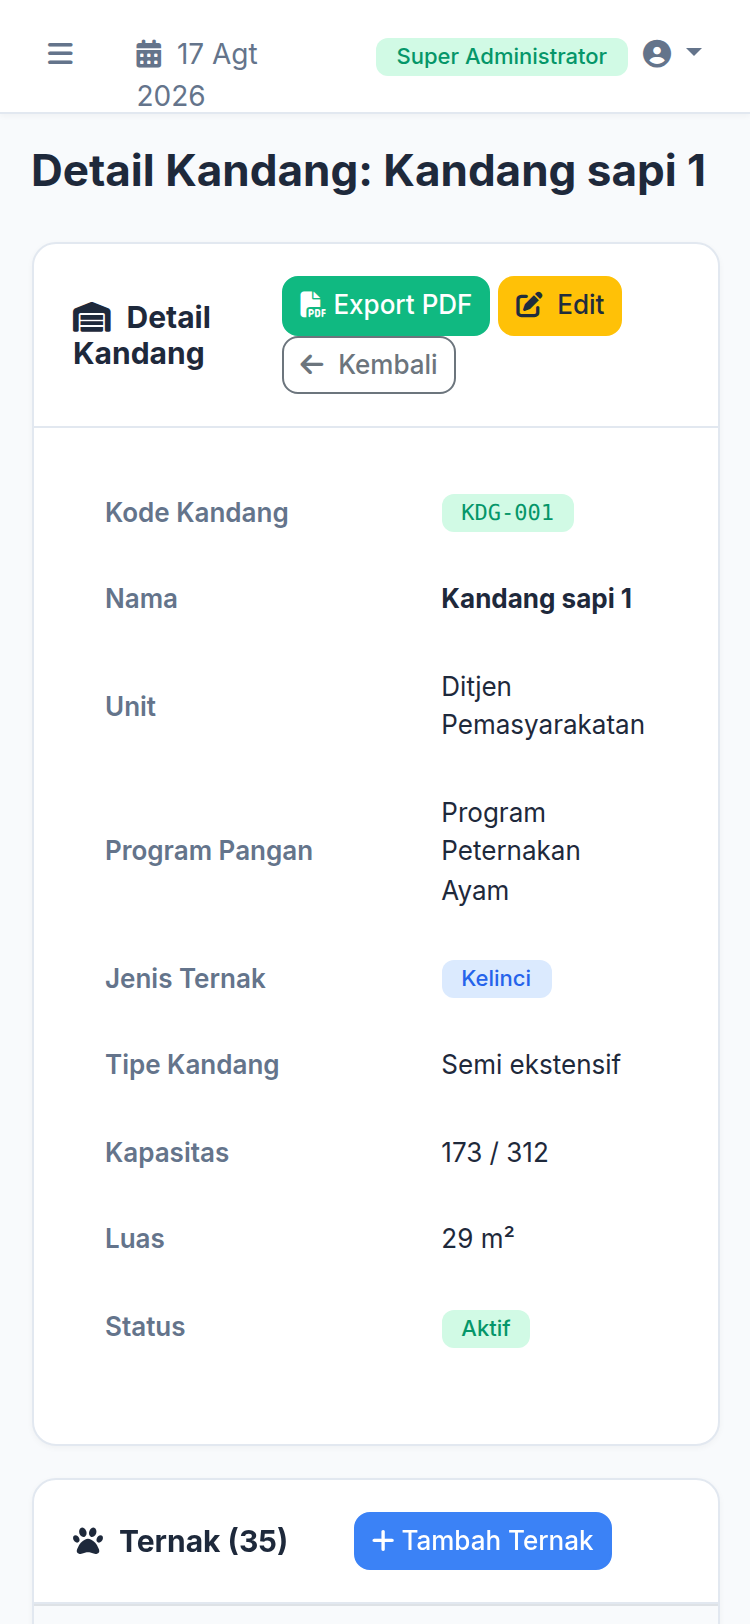 17 Agt
2026
Super Administrator
Detail Kandang: Kandang sapi 1
Detail
Kandang
Export PDF
Edit
Kembali
Kode Kandang
KDG-001
Nama
Kandang sapi 1
Unit
Ditjen
Pemasyarakatan
Program Pangan
Program
Peternakan
Ayam
Jenis Ternak
Kelinci
Tipe Kandang
Semi ekstensif
Kapasitas
173 / 312
Luas
29 m²
Status
Aktif
Ternak (35)
+ Tambah Ternak